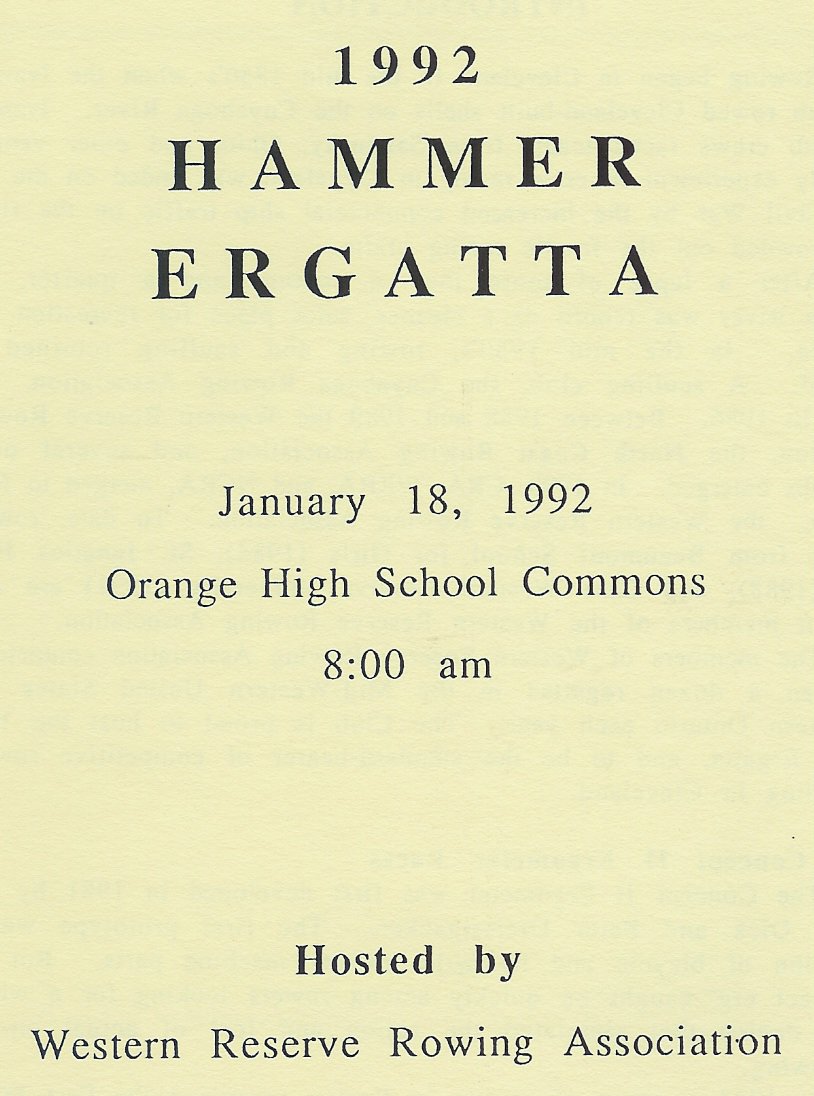 1992
HAMMER
ERGATTA
January 18, 1992
Orange High School Commons
8:00 am
Hosted by
Western Reserve Rowing Association